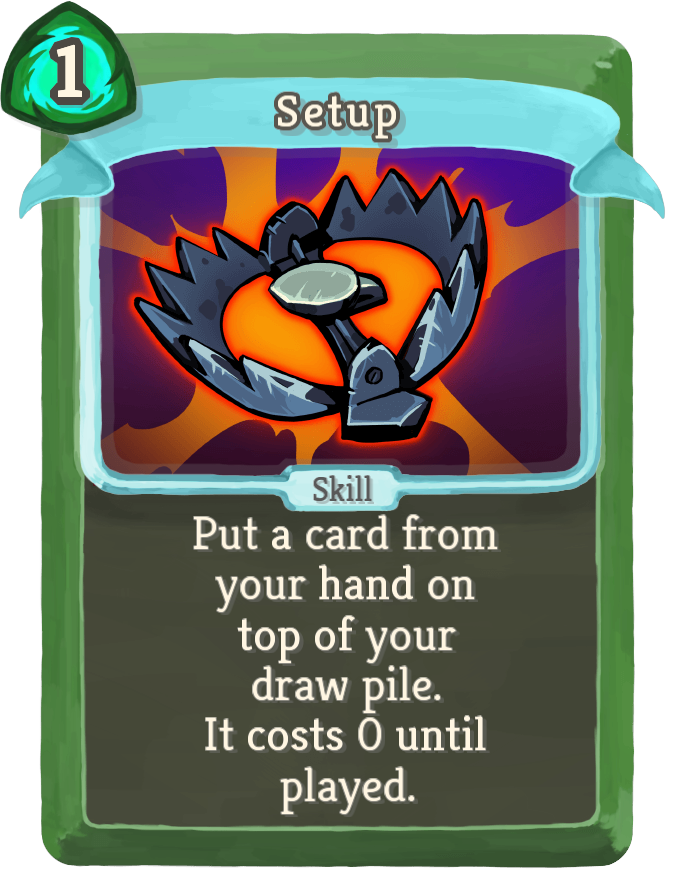 1
Setup
Skill
Put a card from
your hand on
top of your
draw pile.
It costs 0 until
played.